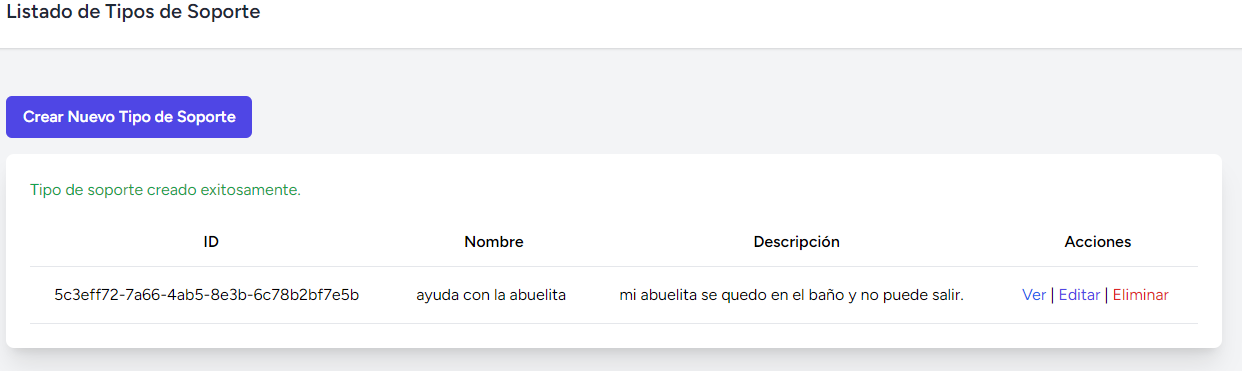 Listado de Tipos de Soporte
Crear Nuevo Tipo de Soporte
Tipo de soporte creado exitosamente.
ID Nombre Descripción Acciones
5c3eff72-7a66-4ab5-8e3b-6c78b2bf7e5b ayuda con la abuelita mi abuelita se quedo en el baño y no puede salir. Ver | Editar | Eliminar